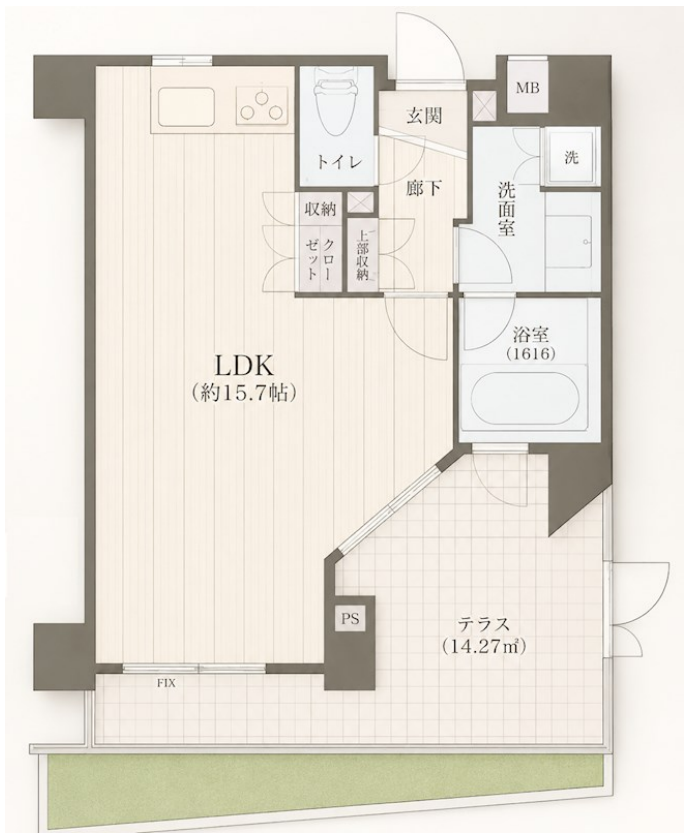 MB
玄関
トイレ
洗
廊下
洗面室
収納
クローゼット
上部収納
浴室
(1616)
LDK
(約15.7帖)
PS
テラス
(14.27㎡)
FIX